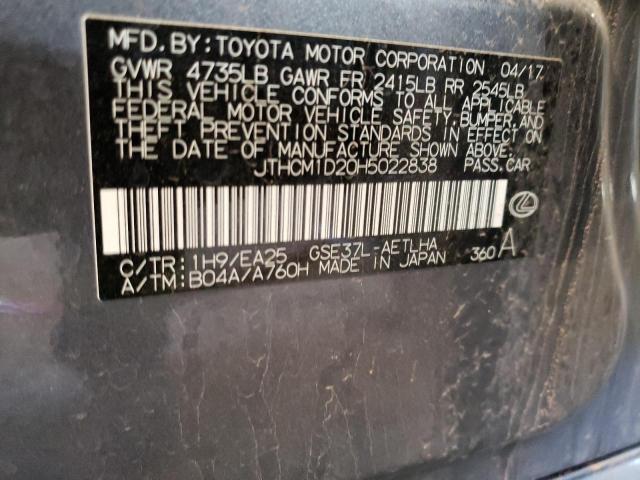 MFD. BY: TOYOTA MOTOR CORPORATION 04/17
GVWR 4735LB GAWR FR 2415LB RR 2545LB
THIS VEHICLE CONFORMS TO ALL APPLICABLE
FEDERAL MOTOR VEHICLE SAFETY, BUMPER, AND
THEFT PREVENTION STANDARDS IN EFFECT ON
THE DATE OF MANUFACTURE SHOWN ABOVE.
JTHCM1D20H5022838 PASS.CAR
C/TR: 1H9/EA25 GSE37L-AETLHA
A/TM: B04A/A760H MADE IN JAPAN 360 A